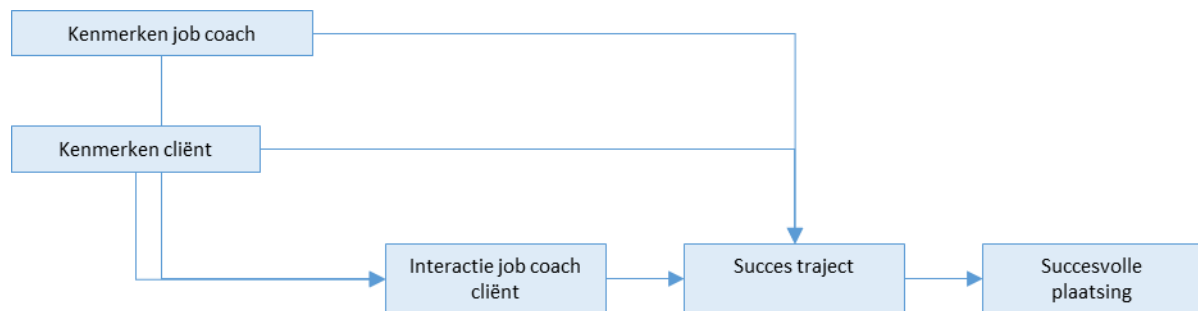 Kenmerken job coach
Kenmerken cliënt
Interactie job coach
cliënt
Succes traject
Succesvolle
plaatsing